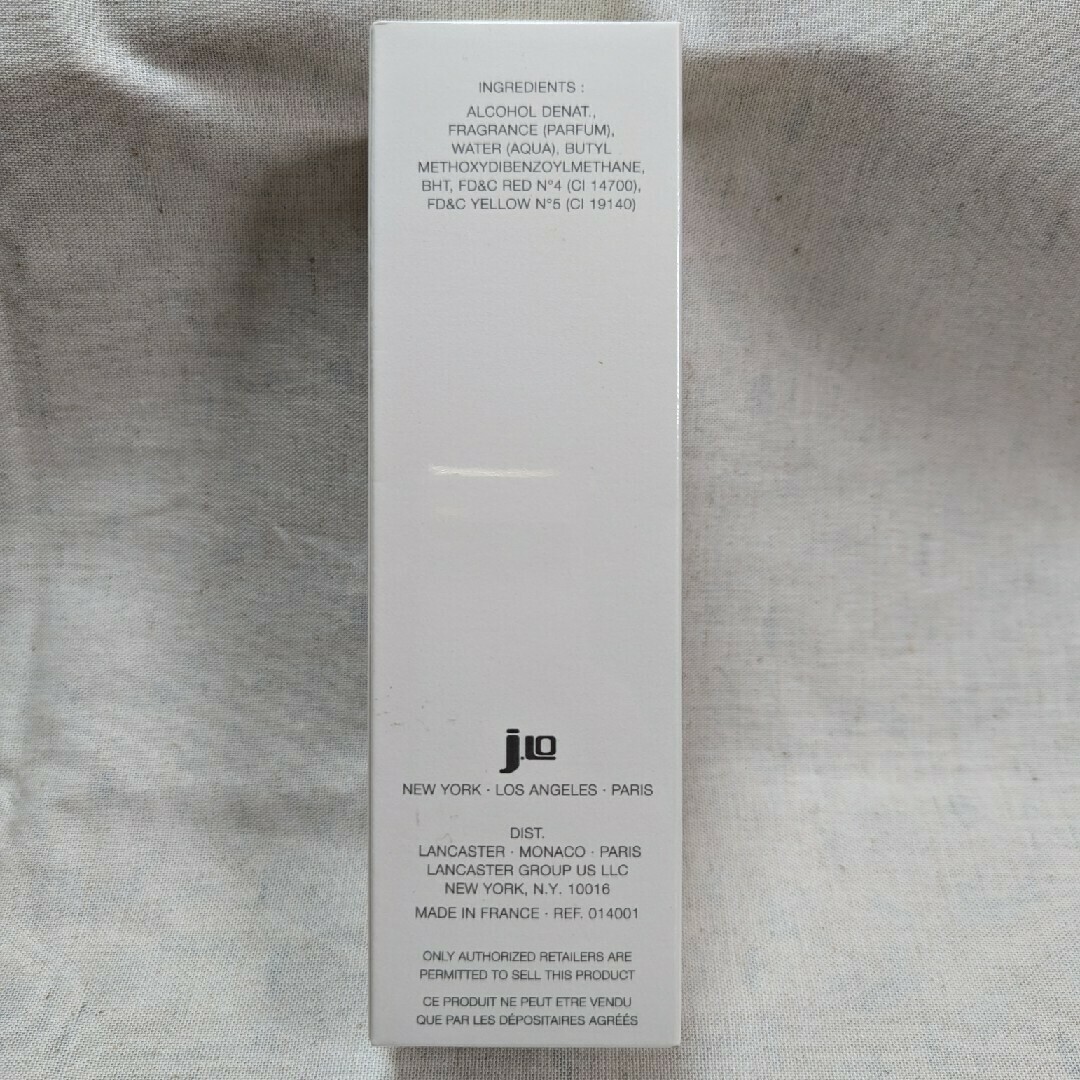 INGREDIENTS :
ALCOHOL DENAT.,
FRAGRANCE (PARFUM),
WATER (AQUA), BUTYL
METHOXYDIBENZOYLMETHANE,
BHT, FD&C RED N°4 (CI 14700),
FD&C YELLOW N°5 (CI 19140)
j.LO
NEW YORK · LOS ANGELES · PARIS
DIST.
LANCASTER · MONACO · PARIS
LANCASTER GROUP US LLC
NEW YORK, N.Y. 10016
MADE IN FRANCE · REF. 014001
ONLY AUTHORIZED RETAILERS ARE
PERMITTED TO SELL THIS PRODUCT
CE PRODUIT NE PEUT ETRE VENDU
QUE PAR LES DÉPOSITAIRES AGRÉÉS